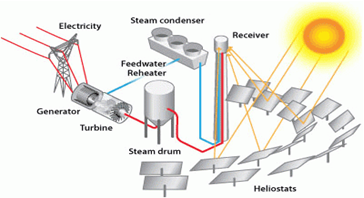 Electricity
Steam condenser
Receiver
Feedwater
Reheater
Generator
Turbine
Steam drum
Heliostats